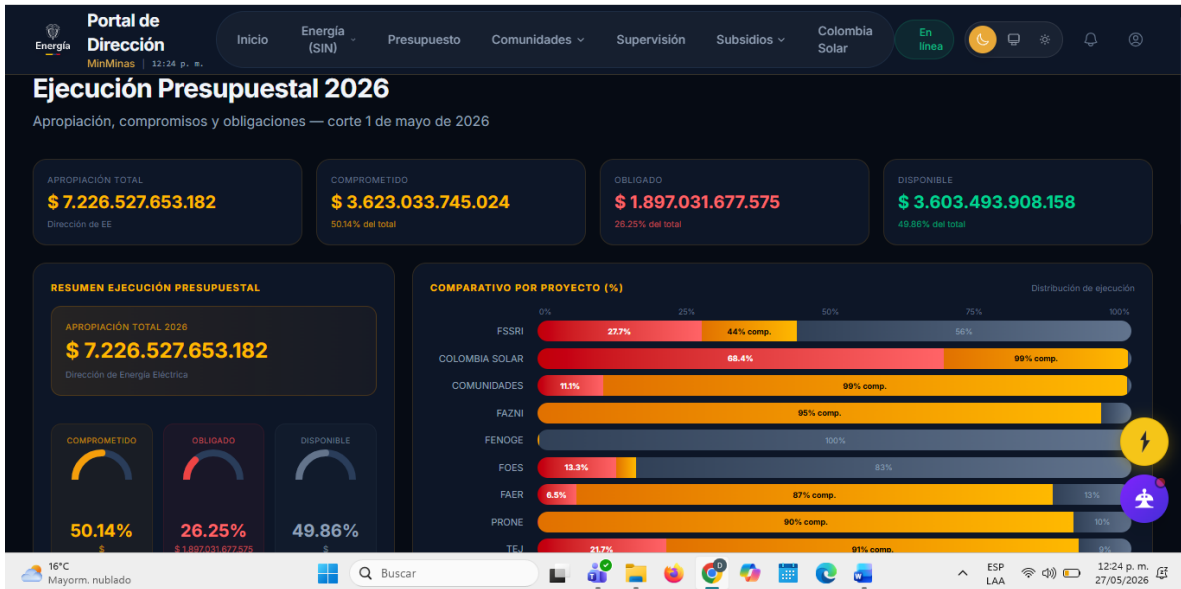 Energía
Portal de
Dirección
MinMinas | 12:24 p. m.
Inicio
Energía
(SIN)
Presupuesto
Comunidades
Supervisión
Subsidios
Colombia
Solar
En
línea
Ejecución Presupuestal 2026
Apropiación, compromisos y obligaciones — corte 1 de mayo de 2026
APROPIACIÓN TOTAL
$ 7.226.527.653.182
Dirección de EE
COMPROMETIDO
$ 3.623.033.745.024
50.14% del total
OBLIGADO
$ 1.897.031.677.575
26.25% del total
DISPONIBLE
$ 3.603.493.908.158
49.86% del total
RESUMEN EJECUCIÓN PRESUPUESTAL
APROPIACIÓN TOTAL 2026
$ 7.226.527.653.182
Dirección de Energía Eléctrica
COMPROMETIDO
50.14%
$
OBLIGADO
26.25%
$ 1.897.031.677.575
DISPONIBLE
49.86%
$
COMPARATIVO POR PROYECTO (%)
Distribución de ejecución
0% 25% 50% 75% 100%
FSSRI 27.7% 44% comp. 56%
COLOMBIA SOLAR 68.4% 99% comp.
COMUNIDADES 11.1% 99% comp.
FAZNI 95% comp.
FENOGE 100%
FOES 13.3% 83%
FAER 6.5% 87% comp. 13%
PRONE 90% comp. 10%
TEJ 21.7% 91% comp. 9%
16°C
Mayorm. nublado
Buscar
D
ESP
LAA
12:24 p. m.
27/05/2026